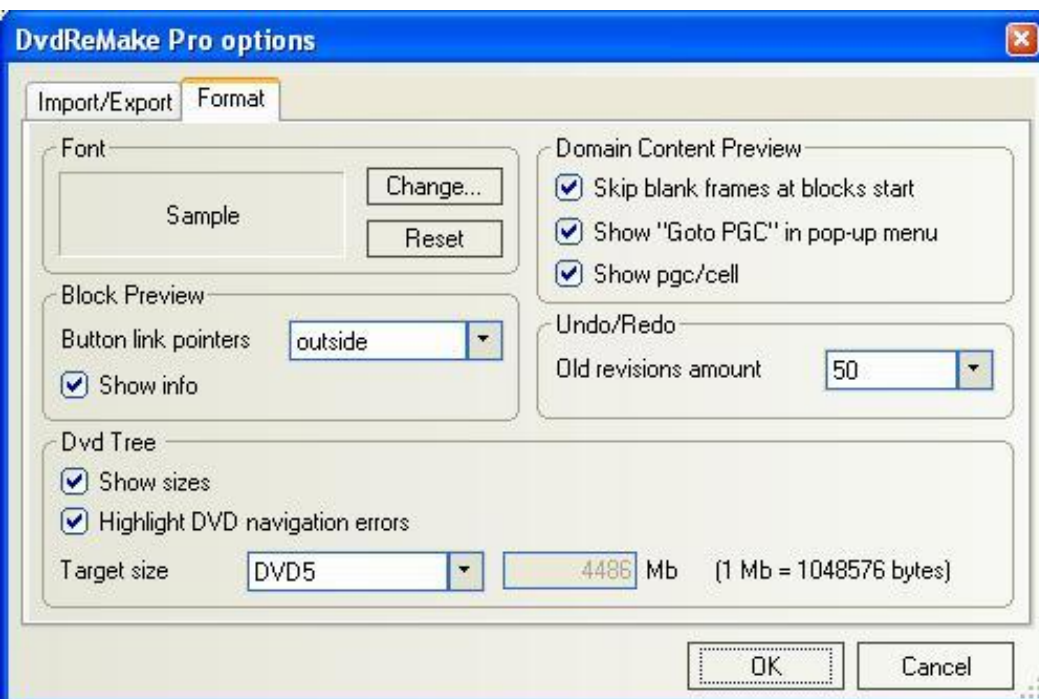 DvdReMake Pro options
Import/Export Format
Font
Sample
Change...
Reset
Block Preview
Button link pointers outside
Show info
Domain Content Preview
Skip blank frames at blocks start
Show "Goto PGC" in pop-up menu
Show pgc/cell
Undo/Redo
Old revisions amount 50
Dvd Tree
Show sizes
Highlight DVD navigation errors
Target size DVD5 4486 Mb (1 Mb = 1048576 bytes)
OK Cancel